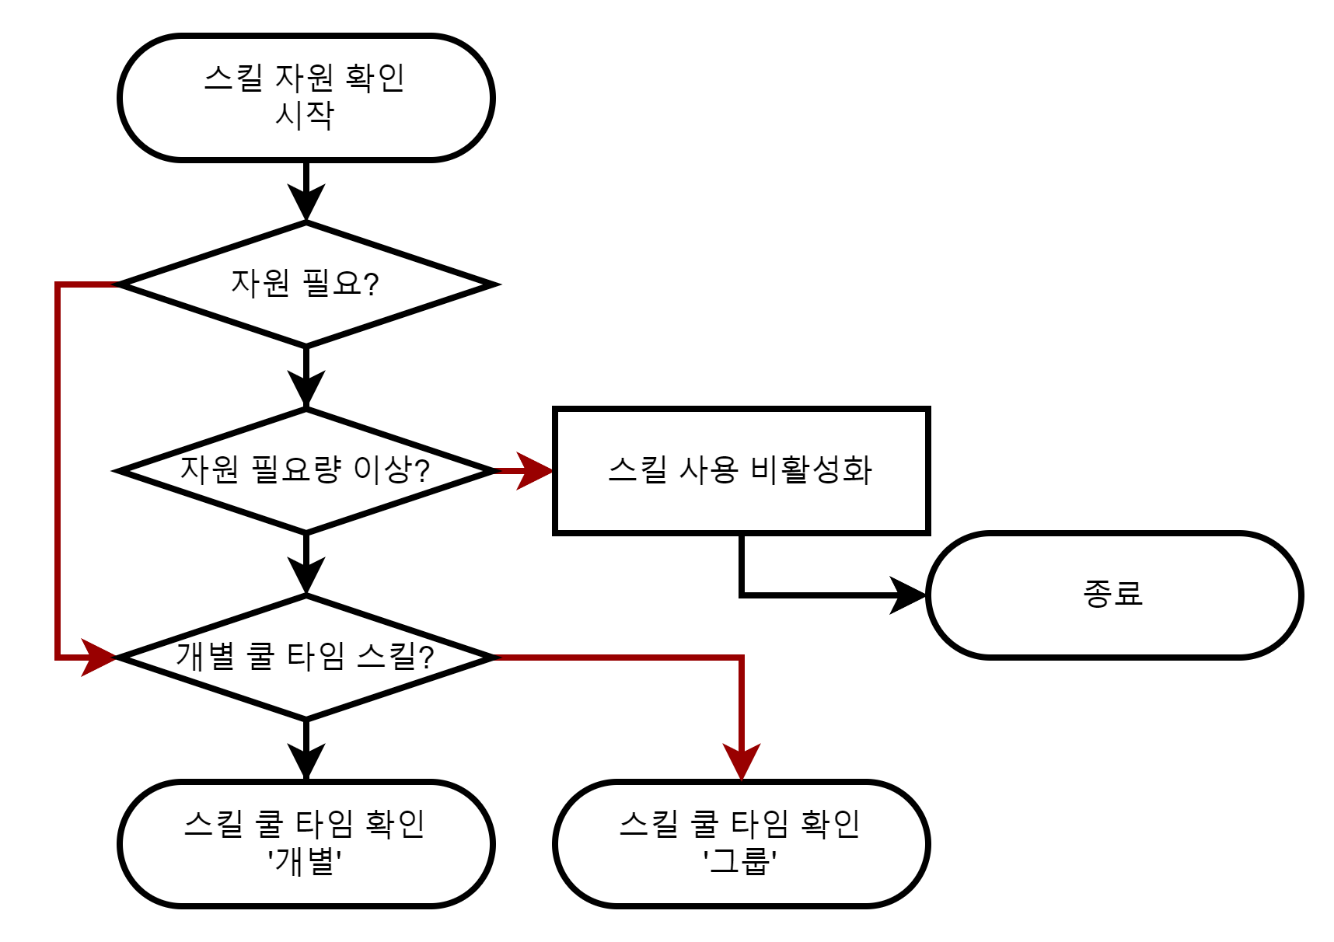 스킬 자원 확인
시작
자원 필요?
자원 필요량 이상?
스킬 사용 비활성화
종료
개별 쿨 타임 스킬?
스킬 쿨 타임 확인
'개별'
스킬 쿨 타임 확인
'그룹'